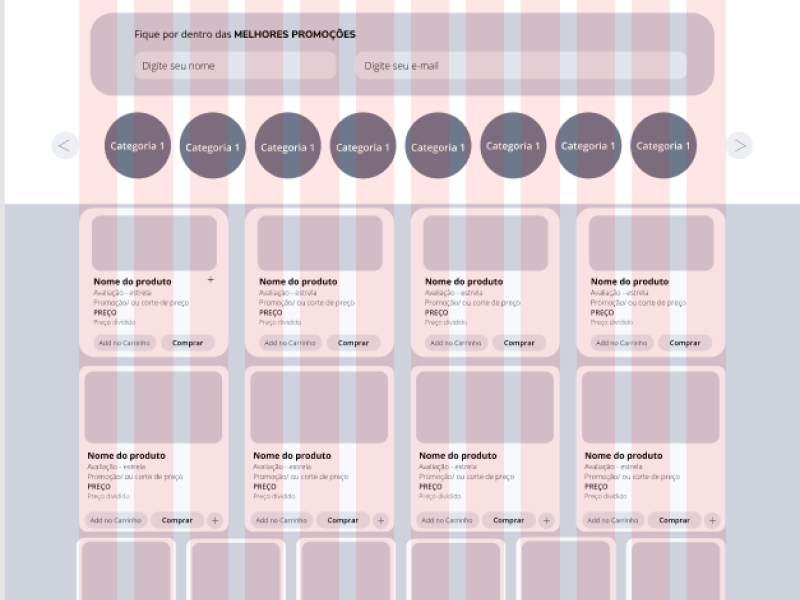 Fique por dentro das MELHORES PROMOÇÕES
Digite seu nome Digite seu e-mail
< Categoria 1 Categoria 1 Categoria 1 Categoria 1 Categoria 1 Categoria 1 Categoria 1 Categoria 1 >
Nome do produto + Nome do produto Nome do produto Nome do produto
Avaliação - estrela Avaliação - estrela Avaliação - estrela Avaliação - estrela
Promoção/ ou corte de preço Promoção/ ou corte de preço Promoção/ ou corte de preço Promoção/ ou corte de preço
PREÇO PREÇO PREÇO PREÇO
Preço dividido Preço dividido Preço dividido Preço dividido
Add no Carrinho Comprar Add no Carrinho Comprar Add no Carrinho Comprar Add no Carrinho Comprar
Nome do produto Nome do produto Nome do produto Nome do produto
Avaliação - estrela Avaliação - estrela Avaliação - estrela Avaliação - estrela
Promoção/ ou corte de preço Promoção/ ou corte de preço Promoção/ ou corte de preço Promoção/ ou corte de preço
PREÇO PREÇO PREÇO PREÇO
Preço dividido Preço dividido Preço dividido Preço dividido
Add no Carrinho Comprar + Add no Carrinho Comprar + Add no Carrinho Comprar + Add no Carrinho Comprar +